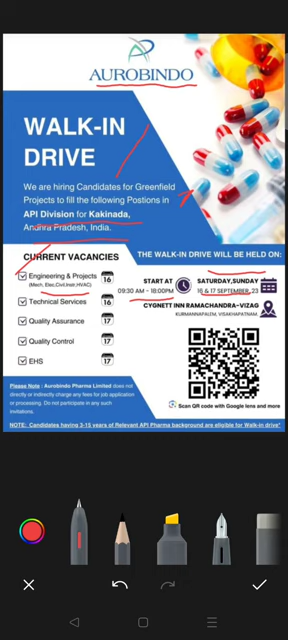 AUROBINDO
WALK-IN
DRIVE
We are hiring Candidates for Greenfield
Projects to fill the following Postions in
API Division for Kakinada,
Andhra Pradesh, India.
CURRENT VACANCIES
Engineering & Projects 16
(Mech, Elec,Civil,Instr,HVAC)
Technical Services 16
Quality Assurance 17
Quality Control 17
EHS 17
THE WALK-IN DRIVE WILL BE HELD ON:
START AT
09:30 AM - 18:00PM
SATURDAY,SUNDAY
16 & 17 SEPTEMBER, 23
CYGNETT INN RAMACHANDRA-VIZAG
KURMANNAPALEM, VISAKHAPATNAM.
Scan QR code with Google lens and more
Please Note : Aurobindo Pharma Limited does not
directly or indirectly charge any fees for job application
or processing. Do not participate in any such
invitations.
NOTE: Candidates having 3-15 years of Relevant API Pharma background are eligible for Walk-in drive"